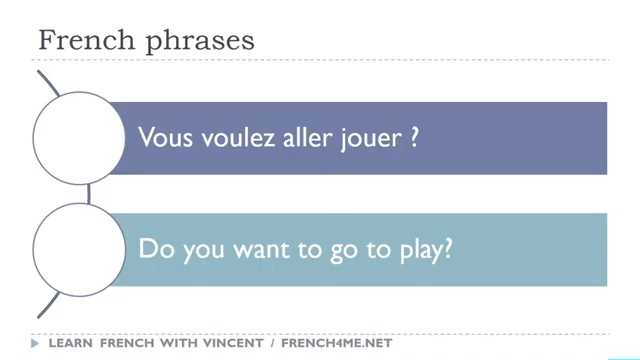 French phrases
Vous voulez aller jouer ?
Do you want to go to play?
LEARN FRENCH WITH VINCENT / FRENCH4ME.NET